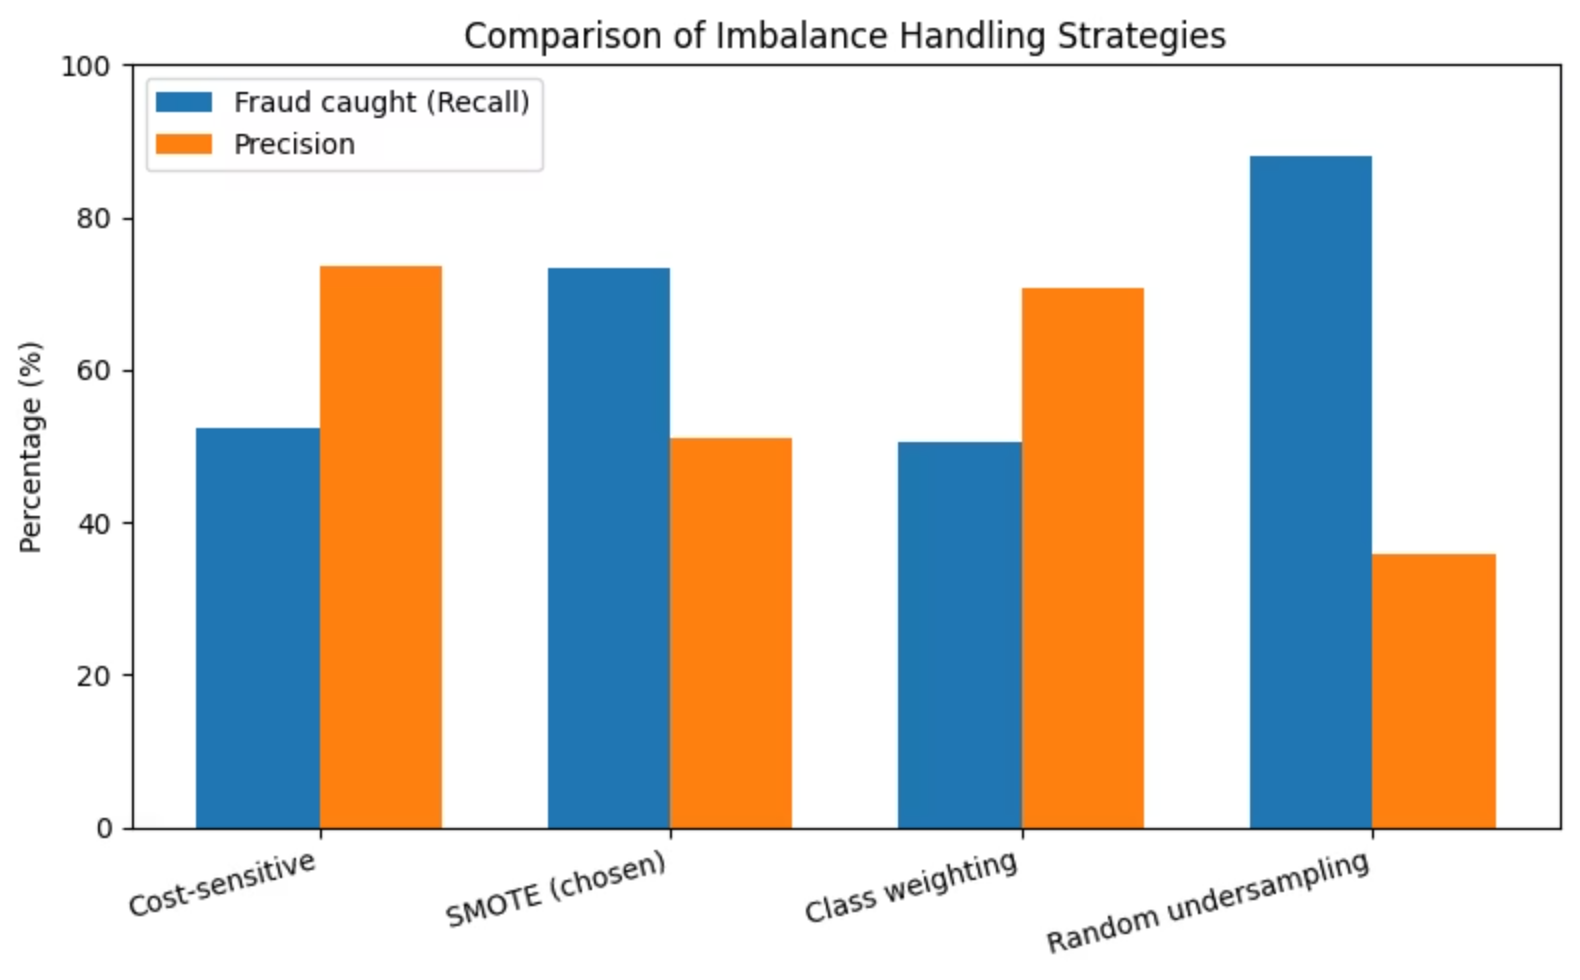 Comparison of Imbalance Handling Strategies
100
Fraud caught (Recall)
Precision
80
60
40
20
0
Percentage (%)
Cost-sensitive
SMOTE (chosen)
Class weighting
Random undersampling